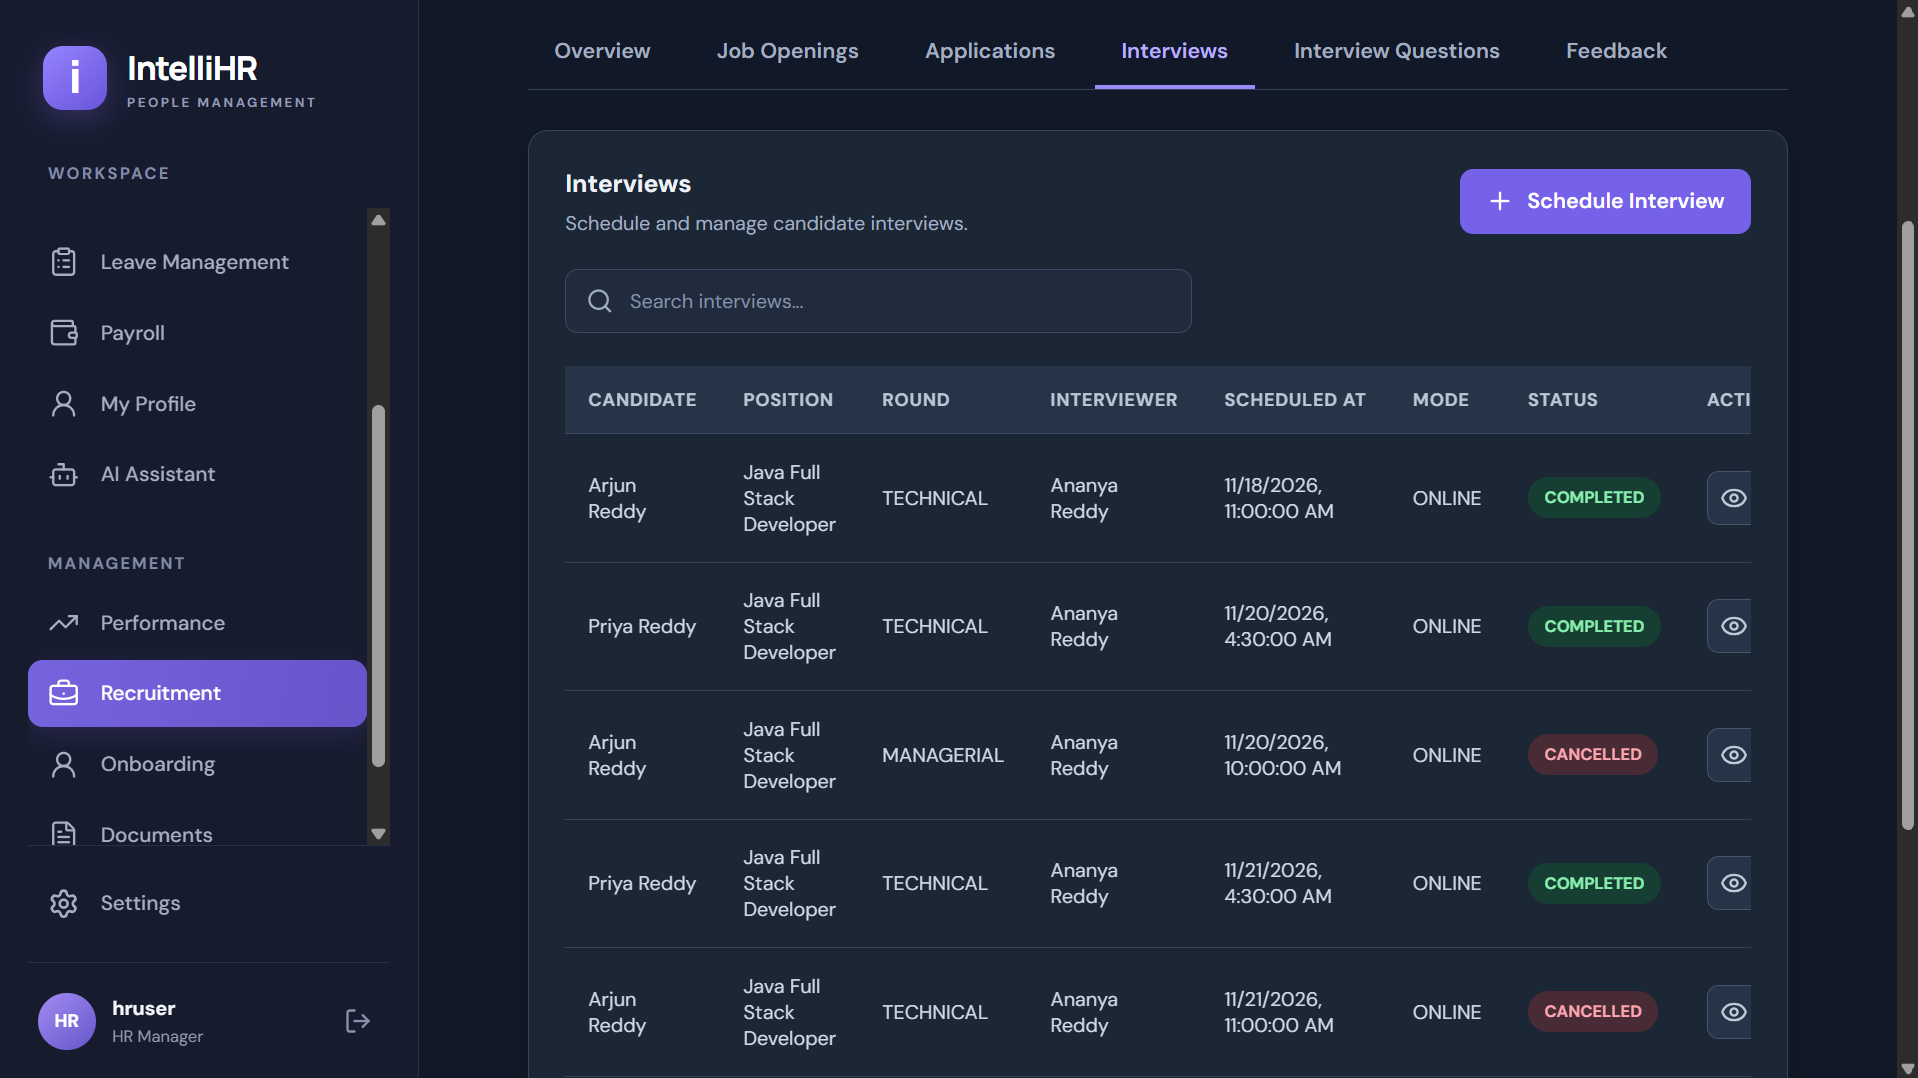 i
IntelliHR
PEOPLE MANAGEMENT
WORKSPACE
Leave Management
Payroll
My Profile
AI Assistant
MANAGEMENT
Performance
Recruitment
Onboarding
Documents
Settings
HR
hruser
HR Manager
Overview
Job Openings
Applications
Interviews
Interview Questions
Feedback
Interviews
Schedule and manage candidate interviews.
Schedule Interview
Search interviews...
CANDIDATE POSITION ROUND INTERVIEWER SCHEDULED AT MODE STATUS ACTI
Arjun
Reddy
Java Full
Stack
Developer
TECHNICAL
Ananya
Reddy
11/18/2026,
11:00:00 AM
ONLINE
COMPLETED
Priya Reddy
Java Full
Stack
Developer
TECHNICAL
Ananya
Reddy
11/20/2026,
4:30:00 AM
ONLINE
COMPLETED
Arjun
Reddy
Java Full
Stack
Developer
MANAGERIAL
Ananya
Reddy
11/20/2026,
10:00:00 AM
ONLINE
CANCELLED
Priya Reddy
Java Full
Stack
Developer
TECHNICAL
Ananya
Reddy
11/21/2026,
4:30:00 AM
ONLINE
COMPLETED
Arjun
Reddy
Java Full
Stack
Developer
TECHNICAL
Ananya
Reddy
11/21/2026,
11:00:00 AM
ONLINE
CANCELLED